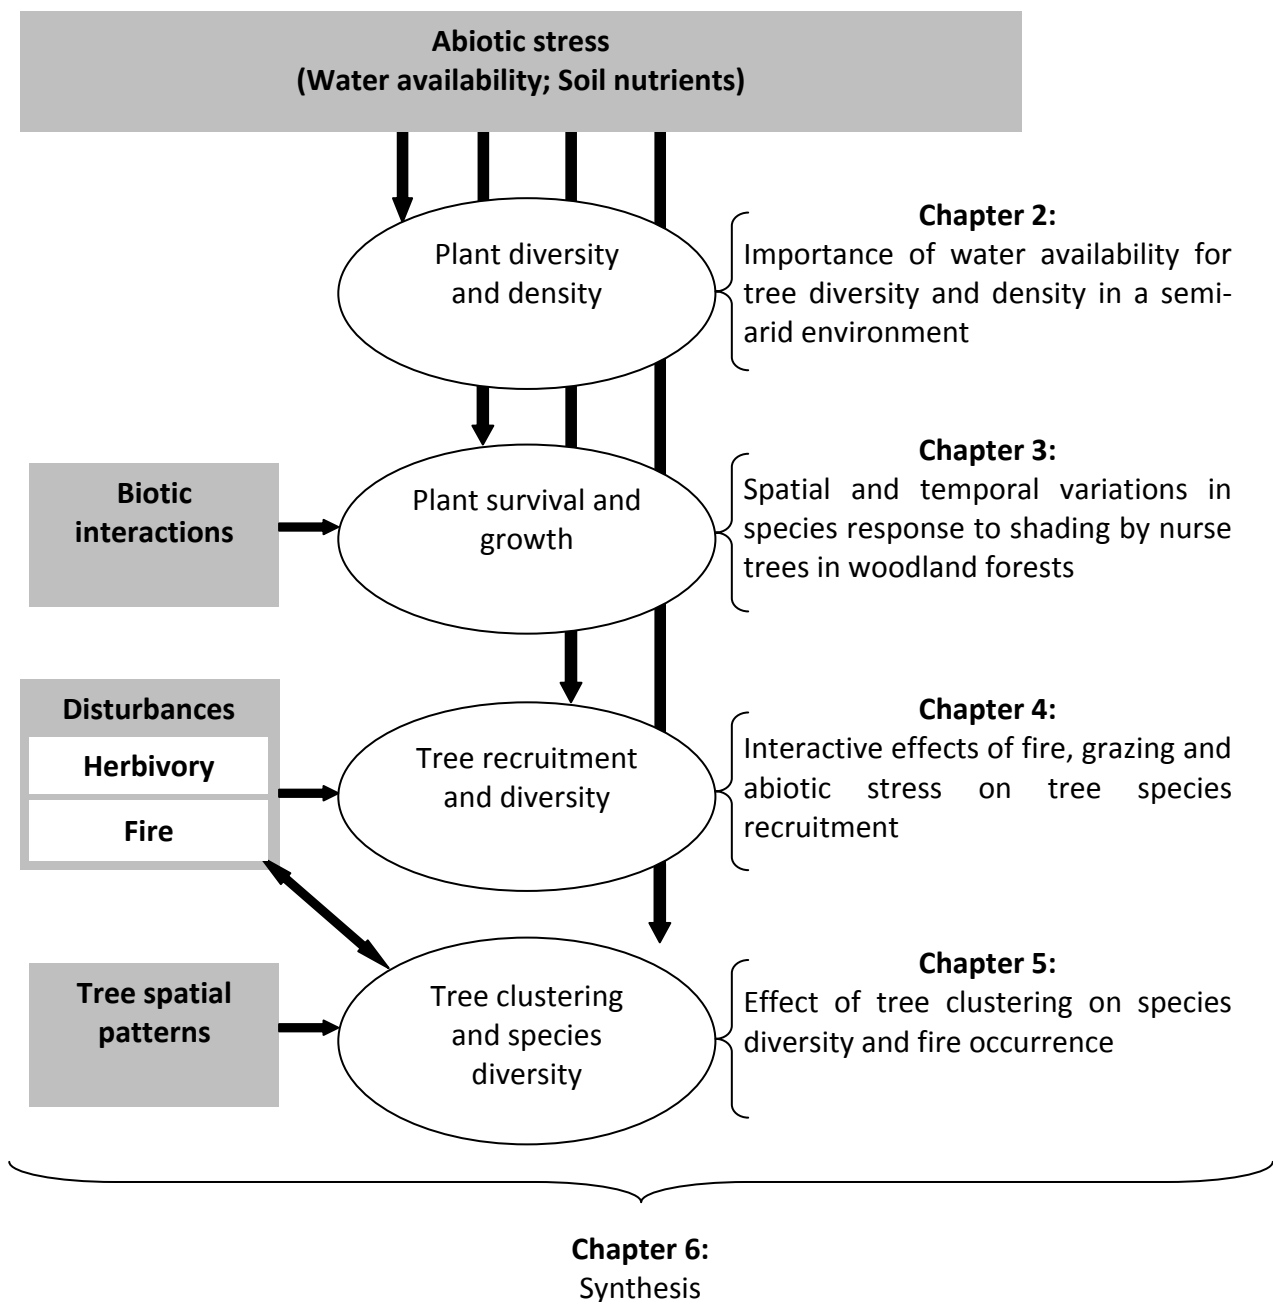 Abiotic stress
(Water availability; Soil nutrients)
Plant diversity
and density
Chapter 2:
Importance of water availability for
tree diversity and density in a semi-
arid environment
Biotic
interactions
Plant survival and
growth
Chapter 3:
Spatial and temporal variations in
species response to shading by nurse
trees in woodland forests
Disturbances
Herbivory
Fire
Tree recruitment
and diversity
Chapter 4:
Interactive effects of fire, grazing and
abiotic stress on tree species
recruitment
Tree spatial
patterns
Tree clustering
and species
diversity
Chapter 5:
Effect of tree clustering on species
diversity and fire occurrence
Chapter 6:
Synthesis